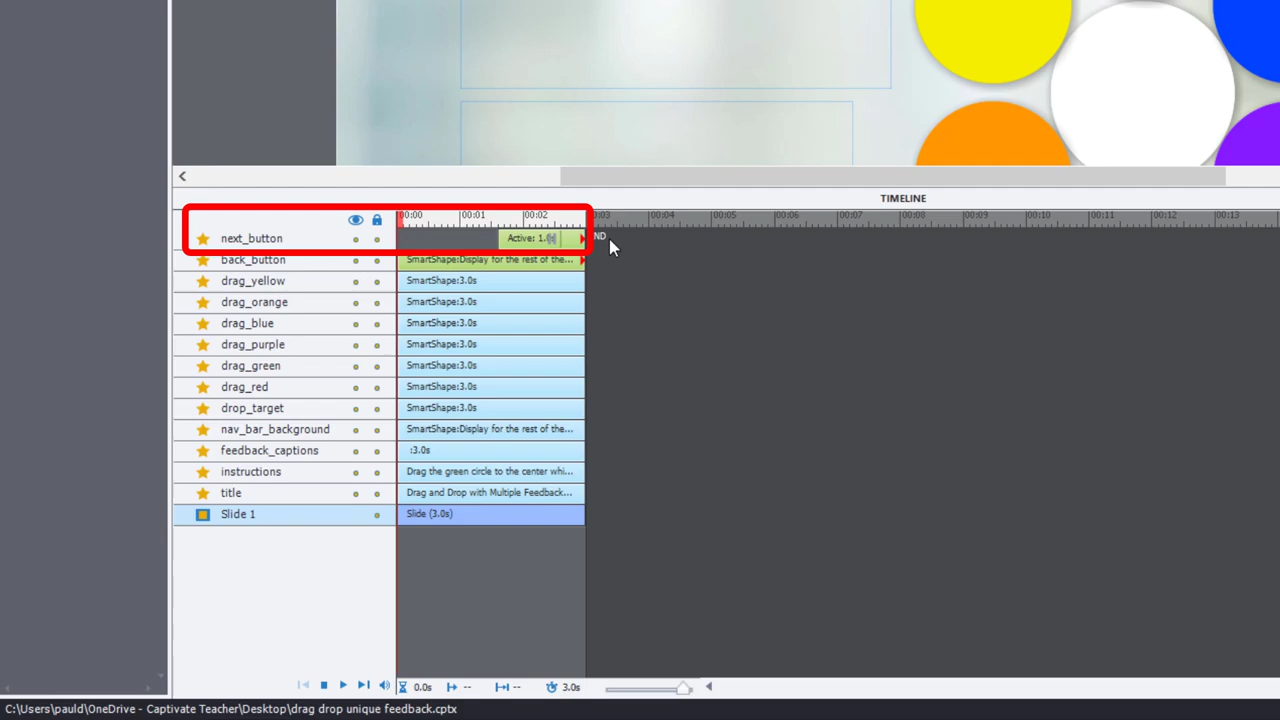 TIMELINE
00:00 00:01 00:02 00:03 00:04 00:05 00:06 00:07 00:08 00:09 00:10 00:11 00:12 00:13
next_button Active: 1.0s
back_button SmartShape:Display for the rest of the...
drag_yellow SmartShape:3.0s
drag_orange SmartShape:3.0s
drag_blue SmartShape:3.0s
drag_purple SmartShape:3.0s
drag_green SmartShape:3.0s
drag_red SmartShape:3.0s
drop_target SmartShape:3.0s
nav_bar_background SmartShape:Display for the rest of the...
feedback_captions :3.0s
instructions Drag the green circle to the center whi...
title Drag and Drop with Multiple Feedback...
Slide 1 Slide (3.0s)
0.0s -- -- 3.0s
C:\Users\pauld\OneDrive - Captivate Teacher\Desktop\drag drop unique feedback.cptx